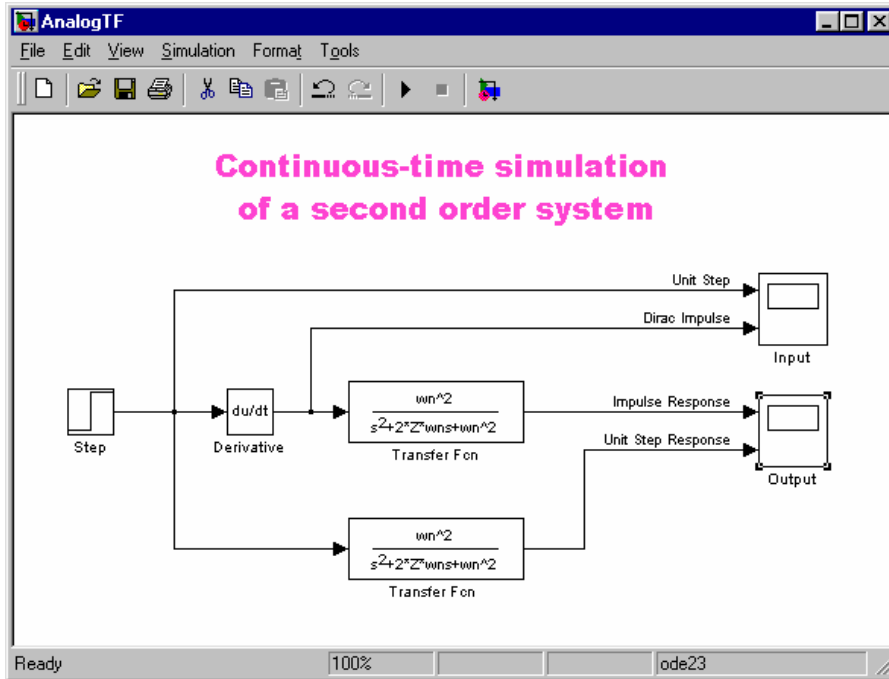 AnalogTF
File Edit View Simulation Format Tools
Continuous-time simulation
of a second order system
Unit Step
Dirac Impulse
Input
Step
du/dt
Derivative
wn^2
s2+2*Z*wns+wn^2
Transfer Fcn
Impulse Response
Unit Step Response
Output
wn^2
s2+2*Z*wns+wn^2
Transfer Fcn
Ready 100% ode23